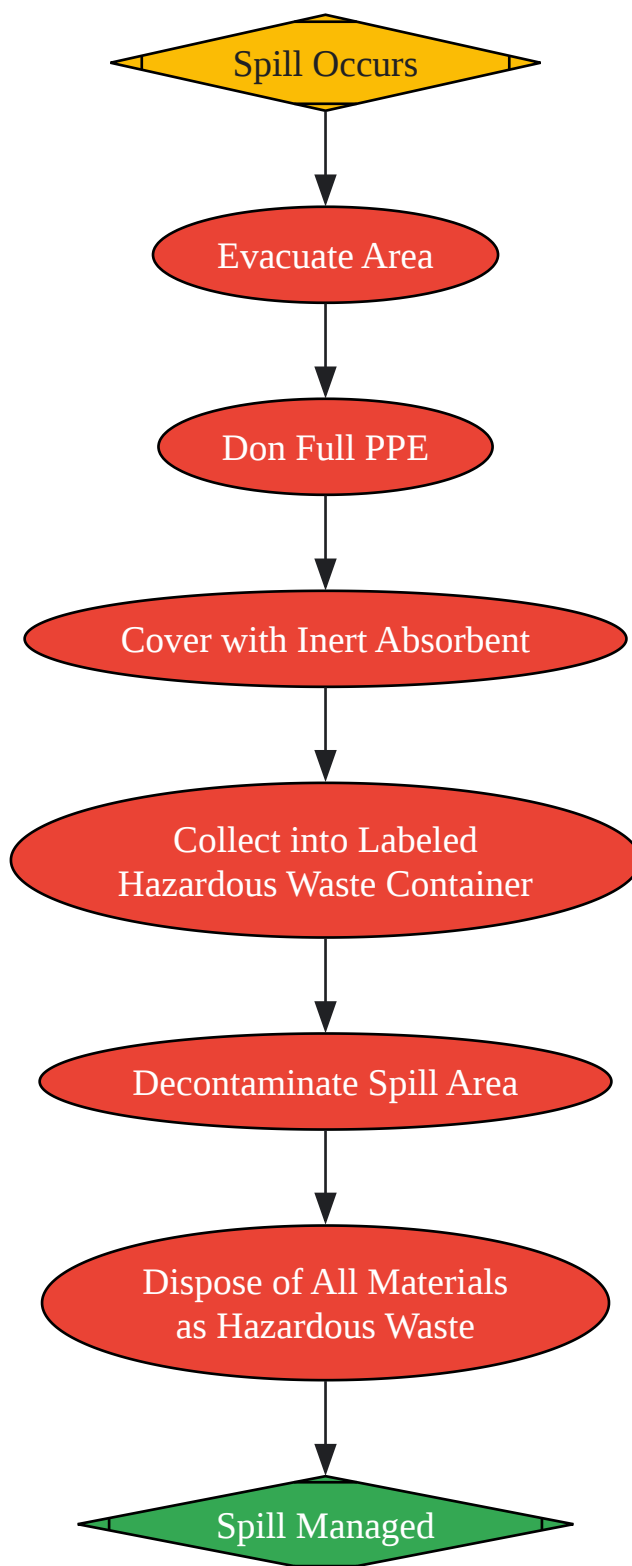 Spill Occurs
Evacuate Area
Don Full PPE
Cover with Inert Absorbent
Collect into Labeled
Hazardous Waste Container
Decontaminate Spill Area
Dispose of All Materials
as Hazardous Waste
Spill Managed